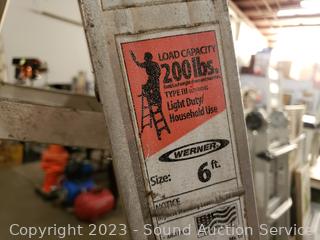 LOAD CAPACITY
200 lbs.
TYPE III
Light Duty/
Household Use
WERNER
Size: 6 ft.
NOTICE
Copyright 2023 - Sound Auction Service